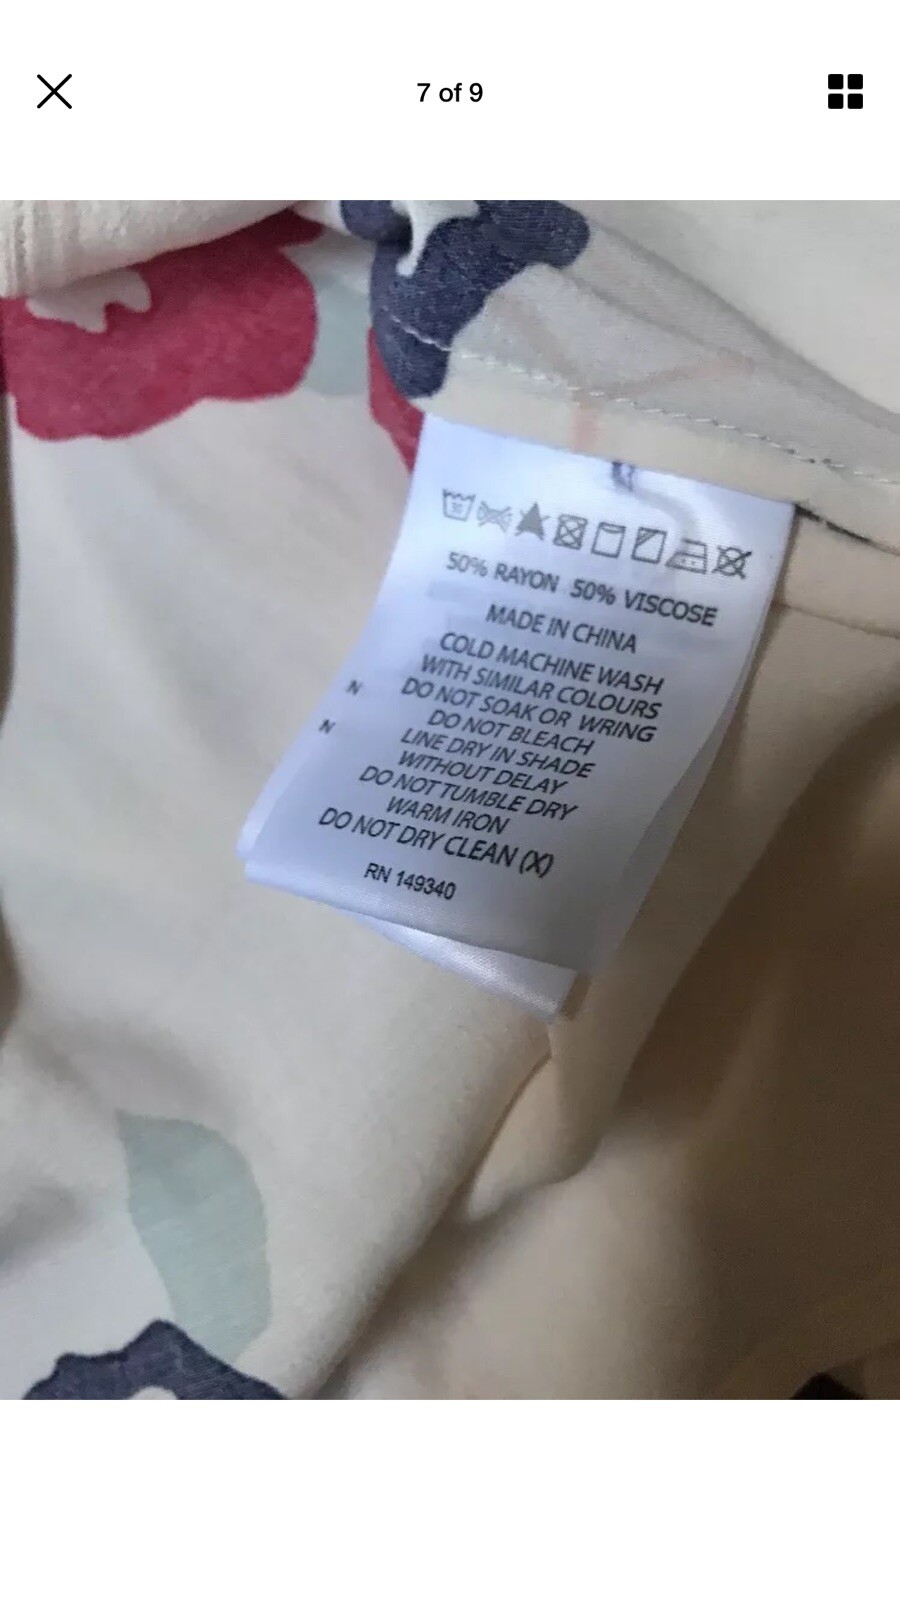 7 of 9
30
50% RAYON 50% VISCOSE
MADE IN CHINA
COLD MACHINE WASH
WITH SIMILAR COLOURS
DO NOT SOAK OR WRING
DO NOT BLEACH
LINE DRY IN SHADE
WITHOUT DELAY
DO NOT TUMBLE DRY
WARM IRON
DO NOT DRY CLEAN (X)
RN 149340
N
N